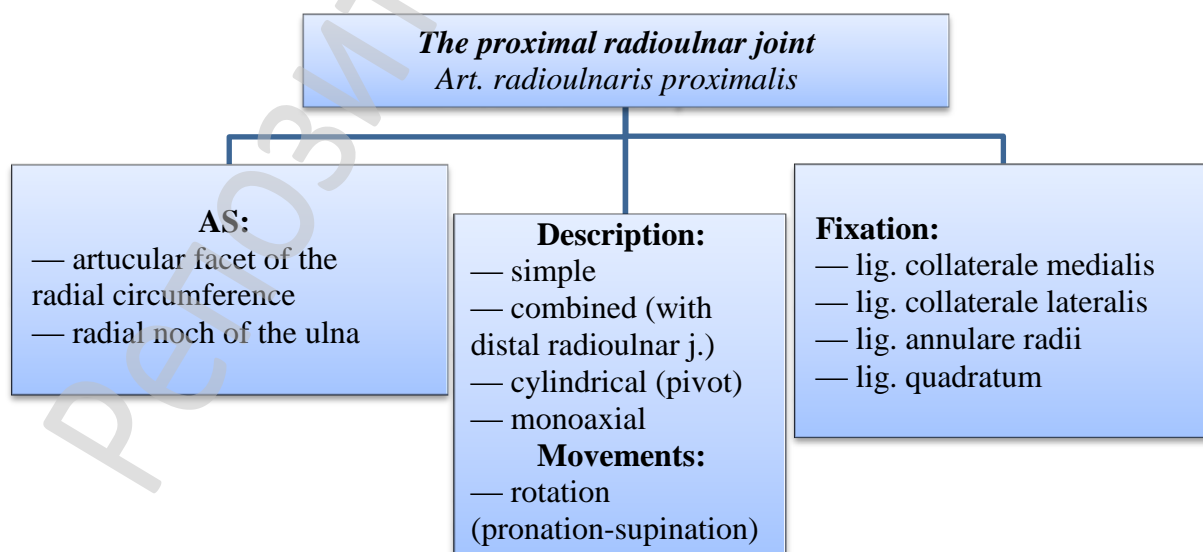 The proximal radioulnar joint
Art. radioulnaris proximalis
AS:
— artucular facet of the
radial circumference
— radial noch of the ulna
Description:
— simple
— combined (with
distal radioulnar j.)
— cylindrical (pivot)
— monoaxial
Movements:
— rotation
(pronation-supination)
Fixation:
— lig. collaterale medialis
— lig. collaterale lateralis
— lig. annulare radii
— lig. quadratum